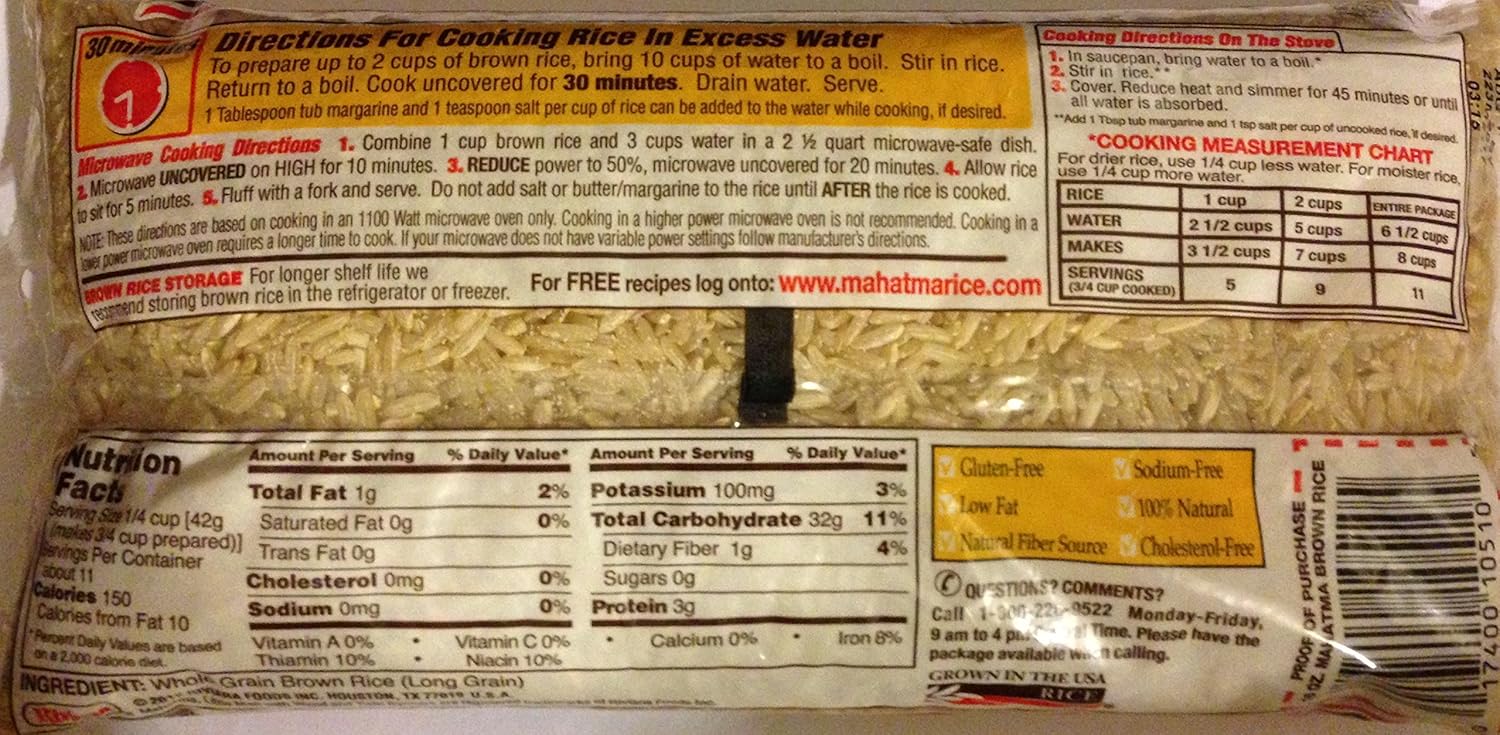 30 minutes
Directions For Cooking Rice In Excess Water
To prepare up to 2 cups of brown rice, bring 10 cups of water to a boil. Stir in rice.
Return to a boil. Cook uncovered for 30 minutes. Drain water. Serve.
1 Tablespoon tub margarine and 1 teaspoon salt per cup of rice can be added to the water while cooking, if desired.
Microwave Cooking Directions 1. Combine 1 cup brown rice and 3 cups water in a 2 ½ quart microwave-safe dish.
2. Microwave UNCOVERED on HIGH for 10 minutes. 3. REDUCE power to 50%, microwave uncovered for 20 minutes. 4. Allow rice
to sit for 5 minutes. 5. Fluff with a fork and serve. Do not add salt or butter/margarine to the rice until AFTER the rice is cooked.
NOTE: These directions are based on cooking in an 1100 Watt microwave oven only. Cooking in a higher power microwave oven is not recommended. Cooking in a
lower power microwave oven requires a longer time to cook. If your microwave does not have variable power settings follow manufacturer's directions.
BROWN RICE STORAGE For longer shelf life we
recommend storing brown rice in the refrigerator or freezer.
For FREE recipes log onto: www.mahatmarice.com
Cooking Directions On The Stove
1. In saucepan, bring water to a boil.*
2. Stir in rice.**
3. Cover. Reduce heat and simmer for 45 minutes or until
all water is absorbed.
**Add 1 Tbsp tub margarine and 1 tsp salt per cup of uncooked rice, if desired.
*COOKING MEASUREMENT CHART
For drier rice, use 1/4 cup less water. For moister rice,
use 1/4 cup more water.
RICE 1 cup 2 cups ENTIRE PACKAGE
WATER 2 1/2 cups 5 cups 6 1/2 cups
MAKES 3 1/2 cups 7 cups 8 cups
SERVINGS
(3/4 CUP COOKED) 5 9 11
03:15
Nutrition
Facts
Serving Size 1/4 cup [42g
(makes 3/4 cup prepared)]
Servings Per Container
about 11
Calories 150
Calories from Fat 10
*Percent Daily Values are based
on a 2,000 calorie diet.
Amount Per Serving % Daily Value*
Total Fat 1g 2%
Saturated Fat 0g 0%
Trans Fat 0g
Cholesterol 0mg 0%
Sodium 0mg 0%
Amount Per Serving % Daily Value*
Potassium 100mg 3%
Total Carbohydrate 32g 11%
Dietary Fiber 1g 4%
Sugars 0g
Protein 3g
Vitamin A 0% • Vitamin C 0% • Calcium 0% • Iron 8%
Thiamin 10% • Niacin 10%
INGREDIENT: Whole Grain Brown Rice (Long Grain)
FOODS INC. HOUSTON, TX 77019 U.S.A.
Gluten-Free
Sodium-Free
Low Fat
100% Natural
Natural Fiber Source
Cholesterol-Free
QUESTIONS? COMMENTS?
Call Monday-Friday,
9 am to 4 pm Time. Please have the
package available when calling.
GROWN IN THE USA
RICE
PROOF OF PURCHASE
OZ. MAHATMA BROWN RICE
17400 10510